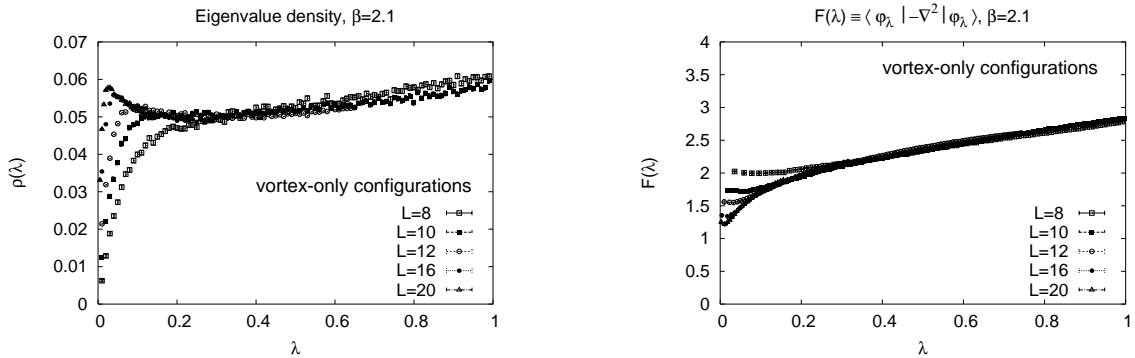 Eigenvalue density, β=2.1
0.07
0.06
0.05
0.04
0.03
0.02
0.01
0
ρ(λ)
vortex-only configurations
L=8
L=10
L=12
L=16
L=20
0 0.2 0.4 0.6 0.8 1
λ
F(λ) ≡ ⟨ φλ |−∇² | φλ ⟩, β=2.1
4
3.5
3
2.5
2
1.5
1
0.5
0
F(λ)
vortex-only configurations
L=8
L=10
L=12
L=16
L=20
0 0.2 0.4 0.6 0.8 1
λ